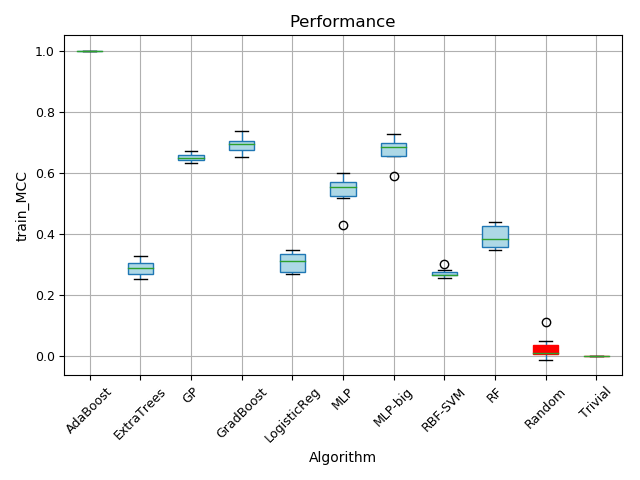 Performance
train_MCC
1.0
0.8
0.6
0.4
0.2
0.0
AdaBoost
ExtraTrees
GP
GradBoost
LogisticReg
MLP
MLP-big
RBF-SVM
RF
Random
Trivial
Algorithm